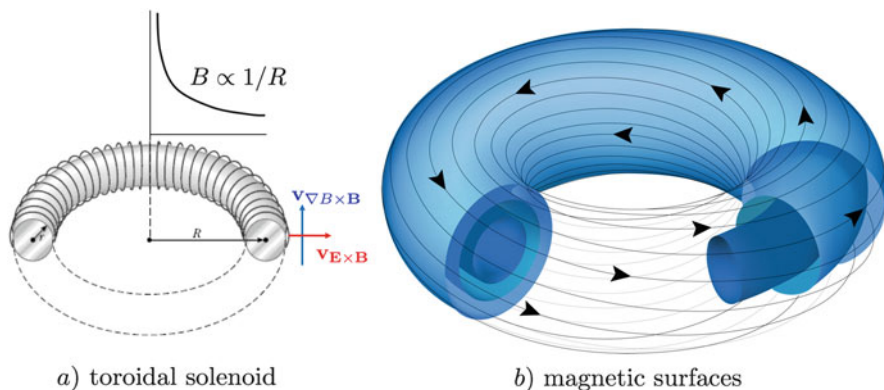 B ∝ 1/R
v∇B×B
r
R
vE×B
a) toroidal solenoid
b) magnetic surfaces